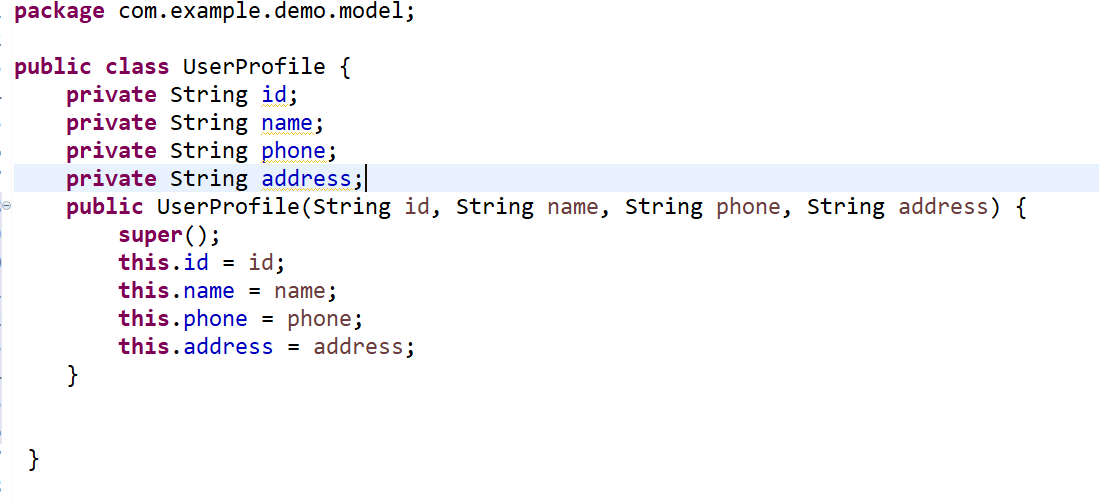 package com.example.demo.model;
public class UserProfile {
private String id;
private String name;
private String phone;
private String address;
public UserProfile(String id, String name, String phone, String address) {
super();
this.id = id;
this.name = name;
this.phone = phone;
this.address = address;
}
}